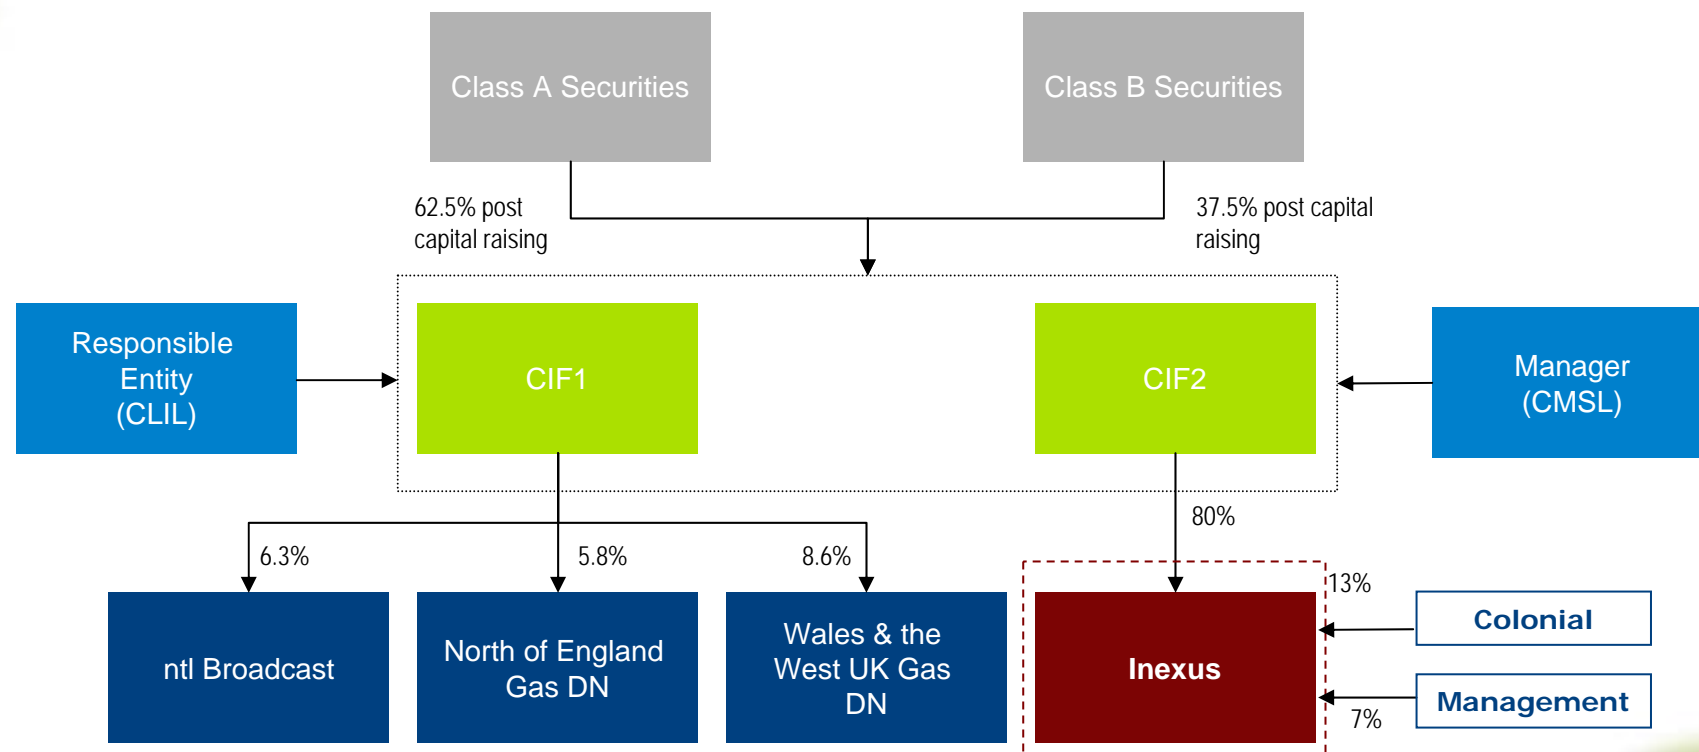 Class A Securities
Class B Securities
62.5% post
capital raising
37.5% post capital
raising
Responsible
Entity
(CLIL)
CIF1
CIF2
Manager
(CMSL)
6.3%
5.8%
8.6%
80%
13%
ntl Broadcast
North of England
Gas DN
Wales & the
West UK Gas
DN
Inexus
Colonial
Management
7%